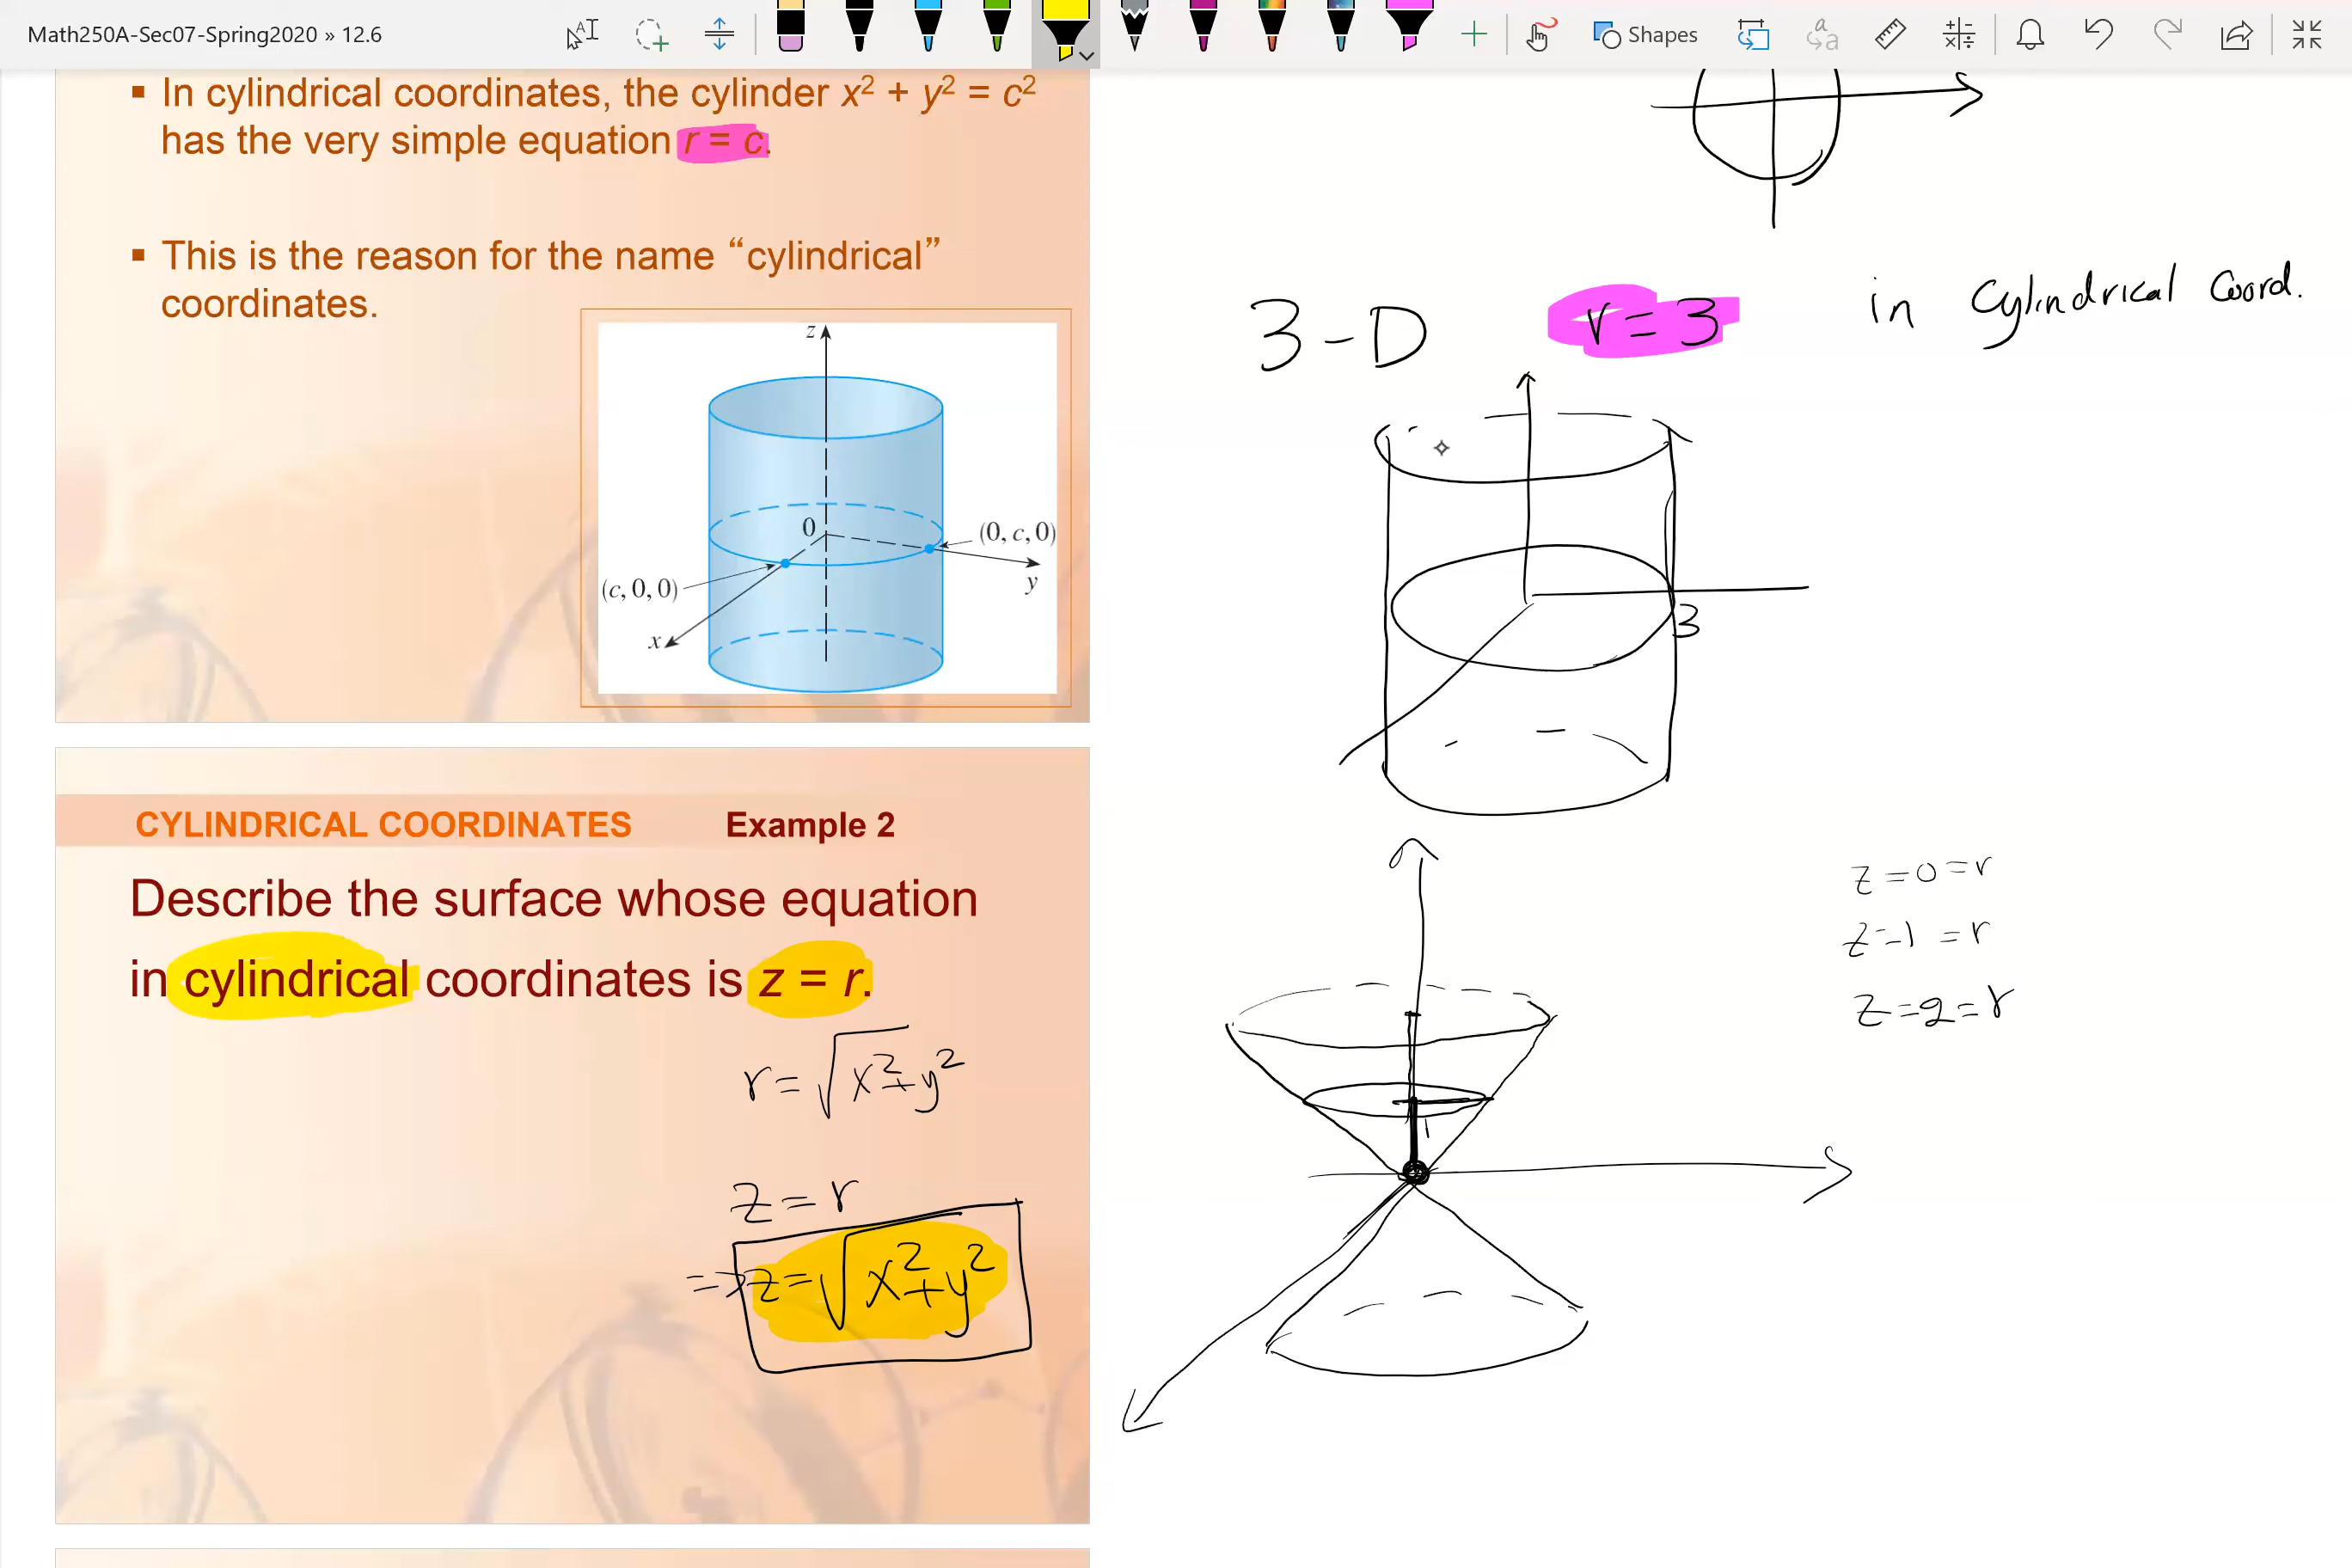 Math250A-Sec07-Spring2020 » 12.6
Shapes
▪ In cylindrical coordinates, the cylinder x² + y² = c²
has the very simple equation r = c.
▪ This is the reason for the name “cylindrical”
coordinates.
z
0
(0, c, 0)
(c, 0, 0)
y
x
CYLINDRICAL COORDINATES Example 2
Describe the surface whose equation
in cylindrical coordinates is z = r.
r = √x²+y²
z = r
=> z = √x²+y²
3-D r = 3 in Cylindrical Coord.
3
z = 0 = r
z = 1 = r
z = 2 = r
1